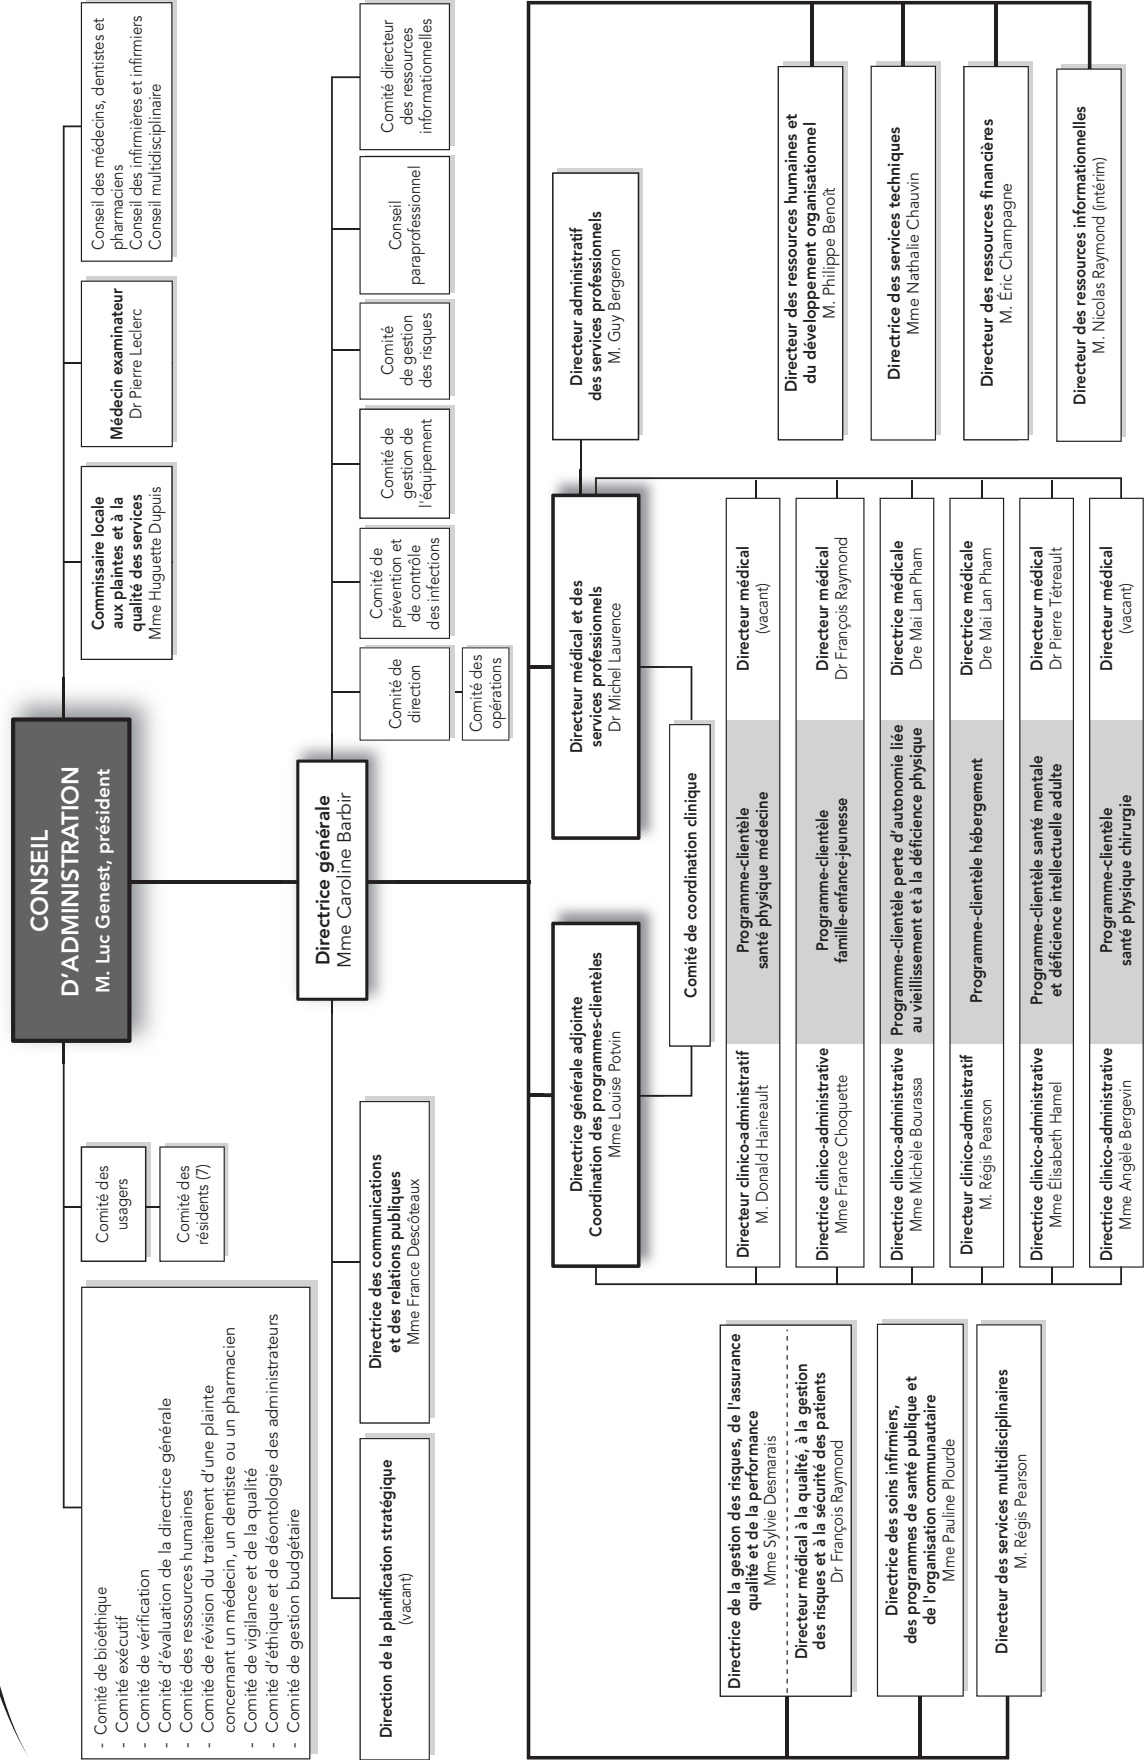 CONSEIL
D'ADMINISTRATION
M. Luc Genest, président
- Comité de bioéthique
- Comité exécutif
- Comité de vérification
- Comité d'évaluation de la directrice générale
- Comité des ressources humaines
- Comité de révision du traitement d'une plainte
concernant un médecin, un dentiste ou un pharmacien
- Comité de vigilance et de la qualité
- Comité d'éthique et de déontologie des administrateurs
- Comité de gestion budgétaire
Comité des
usagers
Comité des
résidents (7)
Commissaire locale
aux plaintes et à la
qualité des services
Mme Huguette Dupuis
Médecin examinateur
Dr Pierre Leclerc
Conseil des médecins, dentistes et
pharmaciens
Conseil des infirmières et infirmiers
Conseil multidisciplinaire
Directrice générale
Mme Caroline Barbir
Direction de la planification stratégique
(vacant)
Directrice des communications
et des relations publiques
Mme France Descôteaux
Comité de
direction
Comité des
opérations
Comité de
prévention et
de contrôle
des infections
Comité de
gestion de
l'équipement
Comité
de gestion
des risques
Conseil
paraprofessionnel
Comité directeur
des ressources
informationnelles
Directrice générale adjointe
Coordination des programmes-clientèles
Mme Louise Potvin
Directeur médical et des
services professionnels
Dr Michel Laurence
Directeur administratif
des services professionnels
M. Guy Bergeron
Comité de coordination clinique
Directrice de la gestion des risques, de l'assurance
qualité et de la performance
Mme Sylvie Desmarais
Directeur médical à la qualité, à la gestion
des risques et à la sécurité des patients
Dr François Raymond
Directrice des soins infirmiers,
des programmes de santé publique et
de l'organisation communautaire
Mme Pauline Plourde
Directeur des services multidisciplinaires
M. Régis Pearson
Directeur clinico-administratif
M. Donald Haineault
Programme-clientèle
santé physique médecine
Directeur médical
(vacant)
Directrice clinico-administrative
Mme France Choquette
Programme-clientèle
famille-enfance-jeunesse
Directeur médical
Dr François Raymond
Directrice clinico-administrative
Mme Michèle Bourassa
Programme-clientèle perte d'autonomie liée
au vieillissement et à la déficience physique
Directrice médicale
Dre Mai Lan Pham
Directeur clinico-administratif
M. Régis Pearson
Programme-clientèle hébergement
Directrice médicale
Dre Mai Lan Pham
Directrice clinico-administrative
Mme Élisabeth Hamel
Programme-clientèle santé mentale
et déficience intellectuelle adulte
Directeur médical
Dr Pierre Tétreault
Directrice clinico-administrative
Mme Angèle Bergevin
Programme-clientèle
santé physique chirurgie
Directeur médical
(vacant)
Directeur des ressources humaines et
du développement organisationnel
M. Philippe Benoît
Directrice des services techniques
Mme Nathalie Chauvin
Directeur des ressources financières
M. Éric Champagne
Directeur des ressources informationnelles
M. Nicolas Raymond (intérim)